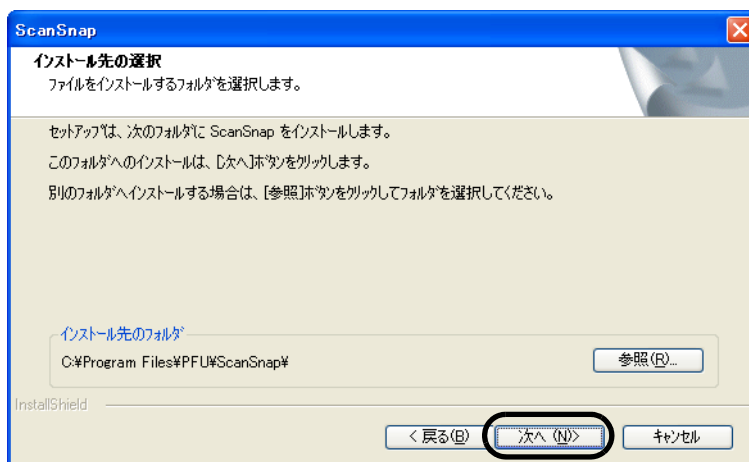 ScanSnap
インストール先の選択
ファイルをインストールするフォルダを選択します。
セットアップは、次のフォルダに ScanSnap をインストールします。
このフォルダへのインストールは、[次へ]ボタンをクリックします。
別のフォルダへインストールする場合は、[参照]ボタンをクリックしてフォルダを選択してください。
インストール先のフォルダ
C:¥Program Files¥PFU¥ScanSnap¥
参照(R)...
InstallShield
< 戻る(B)
次へ (N)>
キャンセル